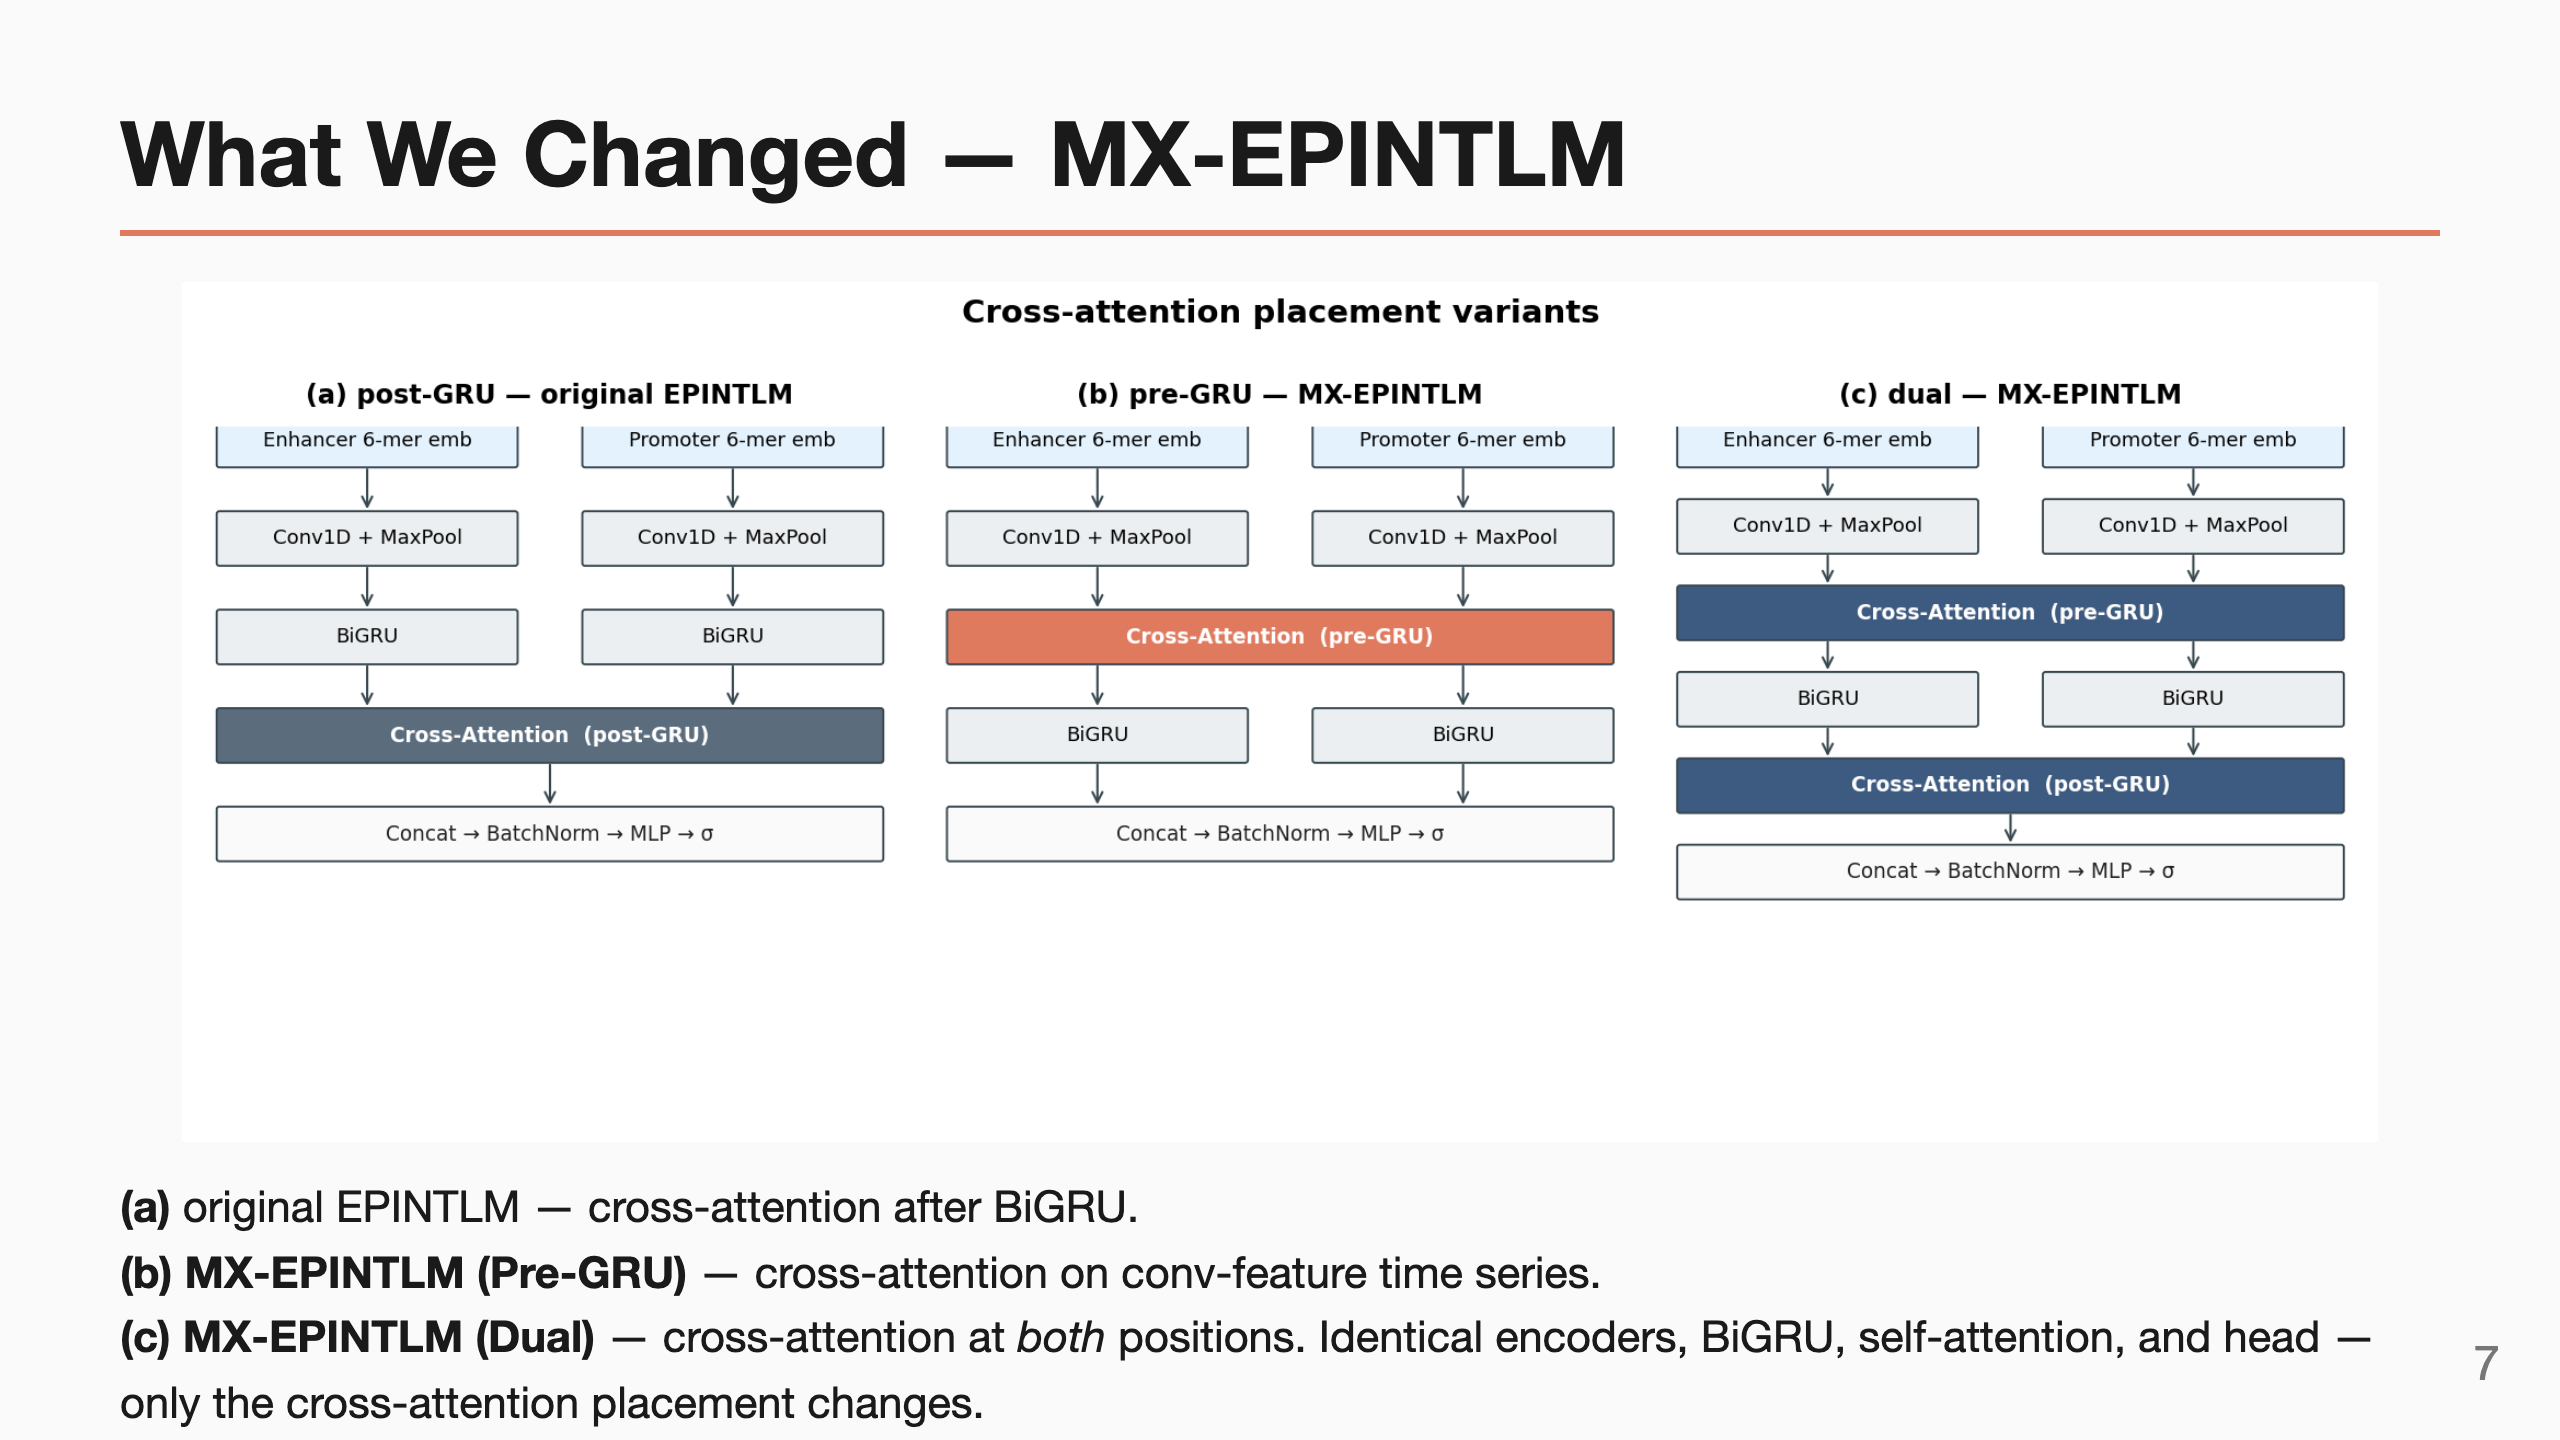 What We Changed — MX-EPINTLM
Cross-attention placement variants
(a) post-GRU — original EPINTLM
Enhancer 6-mer emb
Promoter 6-mer emb
Conv1D + MaxPool
Conv1D + MaxPool
BiGRU
BiGRU
Cross-Attention (post-GRU)
Concat → BatchNorm → MLP → σ
(b) pre-GRU — MX-EPINTLM
Enhancer 6-mer emb
Promoter 6-mer emb
Conv1D + MaxPool
Conv1D + MaxPool
Cross-Attention (pre-GRU)
BiGRU
BiGRU
Concat → BatchNorm → MLP → σ
(c) dual — MX-EPINTLM
Enhancer 6-mer emb
Promoter 6-mer emb
Conv1D + MaxPool
Conv1D + MaxPool
Cross-Attention (pre-GRU)
BiGRU
BiGRU
Cross-Attention (post-GRU)
Concat → BatchNorm → MLP → σ
(a) original EPINTLM — cross-attention after BiGRU.
(b) MX-EPINTLM (Pre-GRU) — cross-attention on conv-feature time series.
(c) MX-EPINTLM (Dual) — cross-attention at both positions. Identical encoders, BiGRU, self-attention, and head —
only the cross-attention placement changes.
7